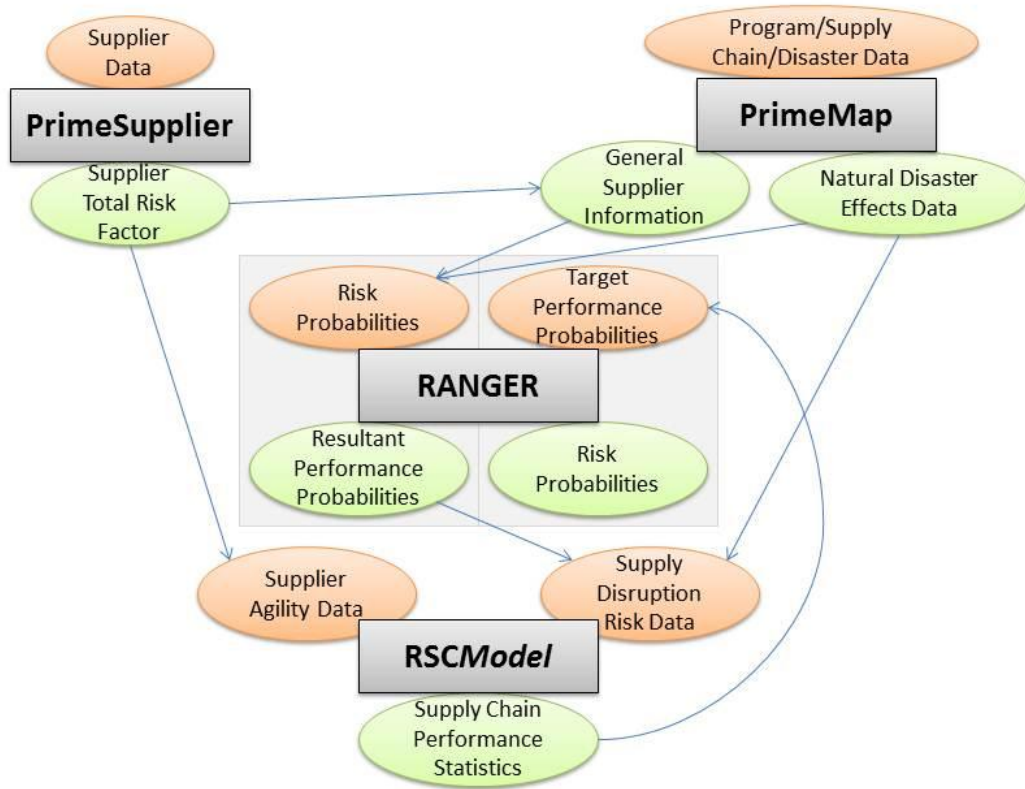 Supplier
Data
PrimeSupplier
Supplier
Total Risk
Factor
Program/Supply
Chain/Disaster Data
PrimeMap
General
Supplier
Information
Natural Disaster
Effects Data
Risk
Probabilities
Target
Performance
Probabilities
RANGER
Resultant
Performance
Probabilities
Risk
Probabilities
Supplier
Agility Data
Supply
Disruption
Risk Data
RSCModel
Supply Chain
Performance
Statistics